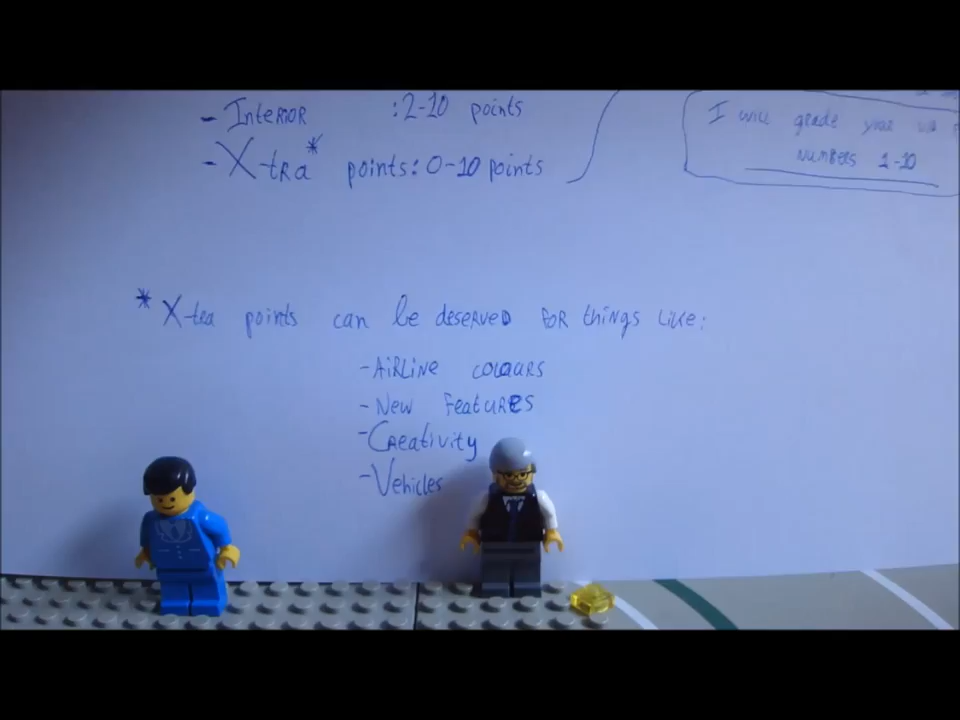 - Interior : 2-10 points
- X-tra* points: 0-10 points
I will grade your
numbers 1-10
* X-tra points can be deserved for things like:
- Airline colours
- New features
- Creativity
- Vehicles